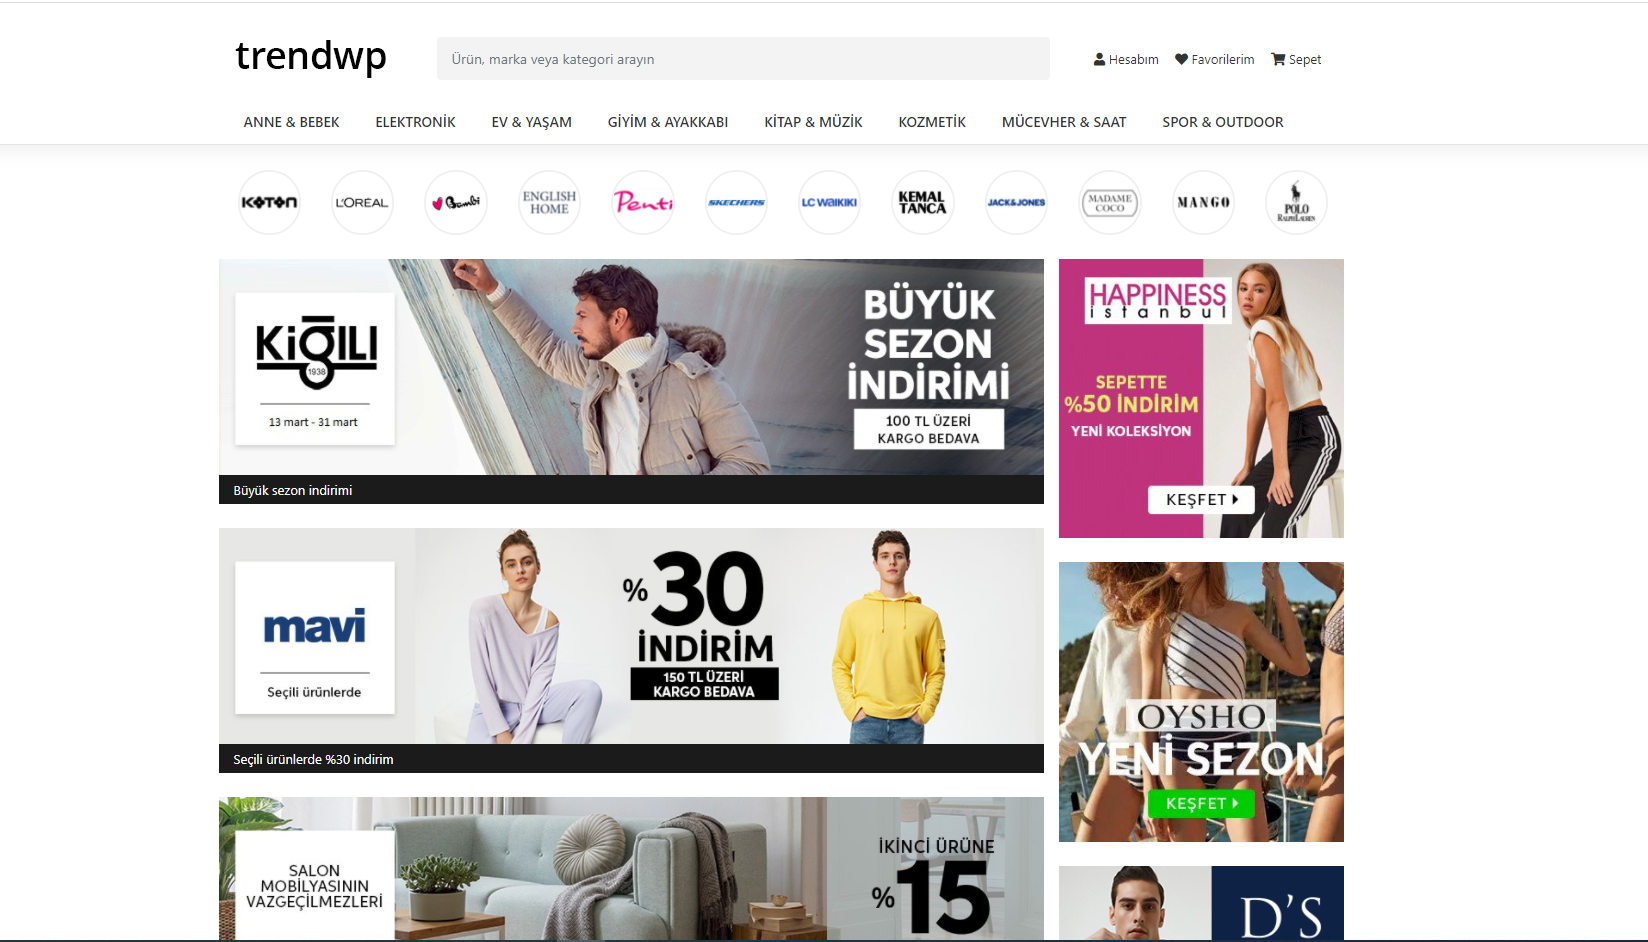 trendwp
Ürün, marka veya kategori arayın
Hesabım
Favorilerim
Sepet
ANNE & BEBEK
ELEKTRONİK
EV & YAŞAM
GİYİM & AYAKKABI
KİTAP & MÜZİK
KOZMETİK
MÜCEVHER & SAAT
SPOR & OUTDOOR
KOTON
L'ORÉAL
Bambi
ENGLISH
HOME
Penti
SKECHERS
LC WAIKIKI
KEMAL
TANCA
JACK&JONES
MADAME
COCO
MANGO
POLO
RALPH LAUREN
KİĞILI
1938
13 mart - 31 mart
BÜYÜK
SEZON
İNDİRİMİ
100 TL ÜZERİ
KARGO BEDAVA
Büyük sezon indirimi
HAPPINESS
istanbul
SEPETTE
%50 İNDİRİM
YENİ KOLEKSİYON
KEŞFET
mavi
Seçili ürünlerde
%30
İNDİRİM
150 TL ÜZERİ
KARGO BEDAVA
Seçili ürünlerde %30 indirim
OYSHO
YENİ SEZON
KEŞFET
SALON
MOBİLYASININ
VAZGEÇİLMEZLERİ
İKİNCİ ÜRÜNE
%15
D'S